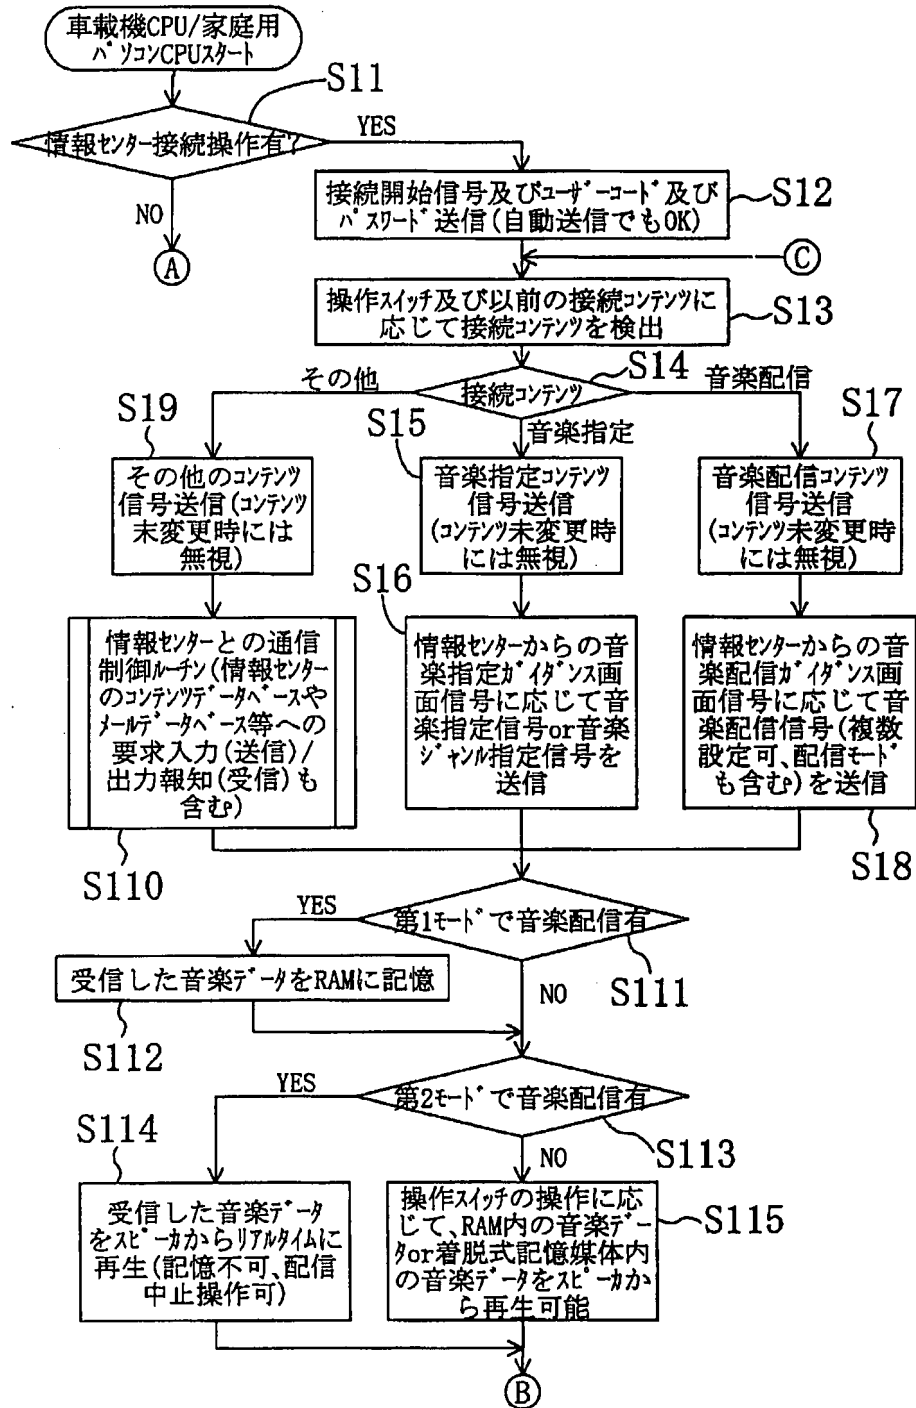 車載機CPU/家庭用
パソコンCPUスタート
S11
情報センター接続操作有?
YES
NO
A
接続開始信号及びユーザーコード及び
パスワード送信(自動送信でもOK)
S12
C
操作スイッチ及び以前の接続コンテンツに
応じて接続コンテンツを検出
S13
接続コンテンツ
S14
その他
音楽指定
音楽配信
S19
その他のコンテンツ
信号送信(コンテンツ
末変更時には
無視)
S15
音楽指定コンテンツ
信号送信
(コンテンツ未変更時
には無視)
S17
音楽配信コンテンツ
信号送信
(コンテンツ未変更時
には無視)
情報センターとの通信
制御ルーチン(情報センター
のコンテンツデータベースや
メールデータベース等への
要求入力(送信)/
出力報知(受信)も
含む)
S110
S16
情報センターからの音
楽指定ガイダンス画
面信号に応じて音
楽指定信号or音楽
ジャンル指定信号を
送信
情報センターからの音
楽配信ガイダンス画
面信号に応じて音
楽配信信号(複数
設定可、配信モード
も含む)を送信
S18
第1モードで音楽配信有
S111
YES
NO
受信した音楽データをRAMに記憶
S112
第2モードで音楽配信有
S113
YES
NO
S114
受信した音楽データ
をスピーカからリアルタイムに
再生(記憶不可、配信
中止操作可)
操作スイッチの操作に応
じて、RAM内の音楽デー
タor着脱式記憶媒体内
の音楽データをスピーカか
ら再生可能
S115
B